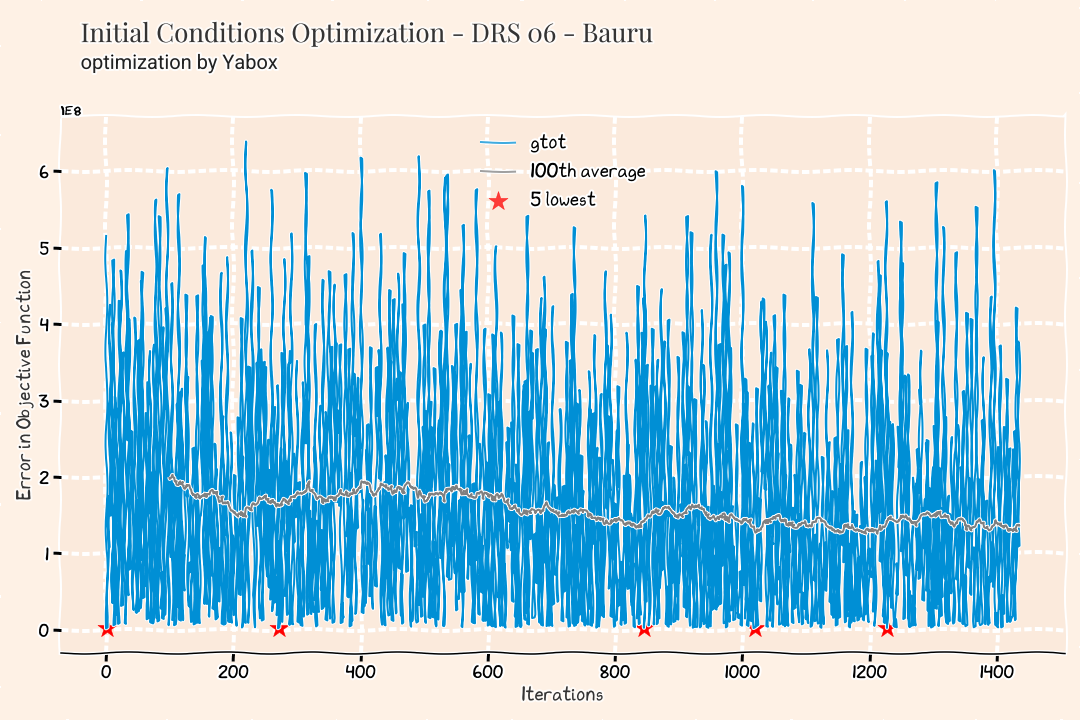 Initial Conditions Optimization - DRS 06 - Bauru
optimization by Yabox
1E8
gtot
100th average
5 lowest
6
5
4
3
2
1
0
Error in Objective Function
0 200 400 600 800 1000 1200 1400
Iterations